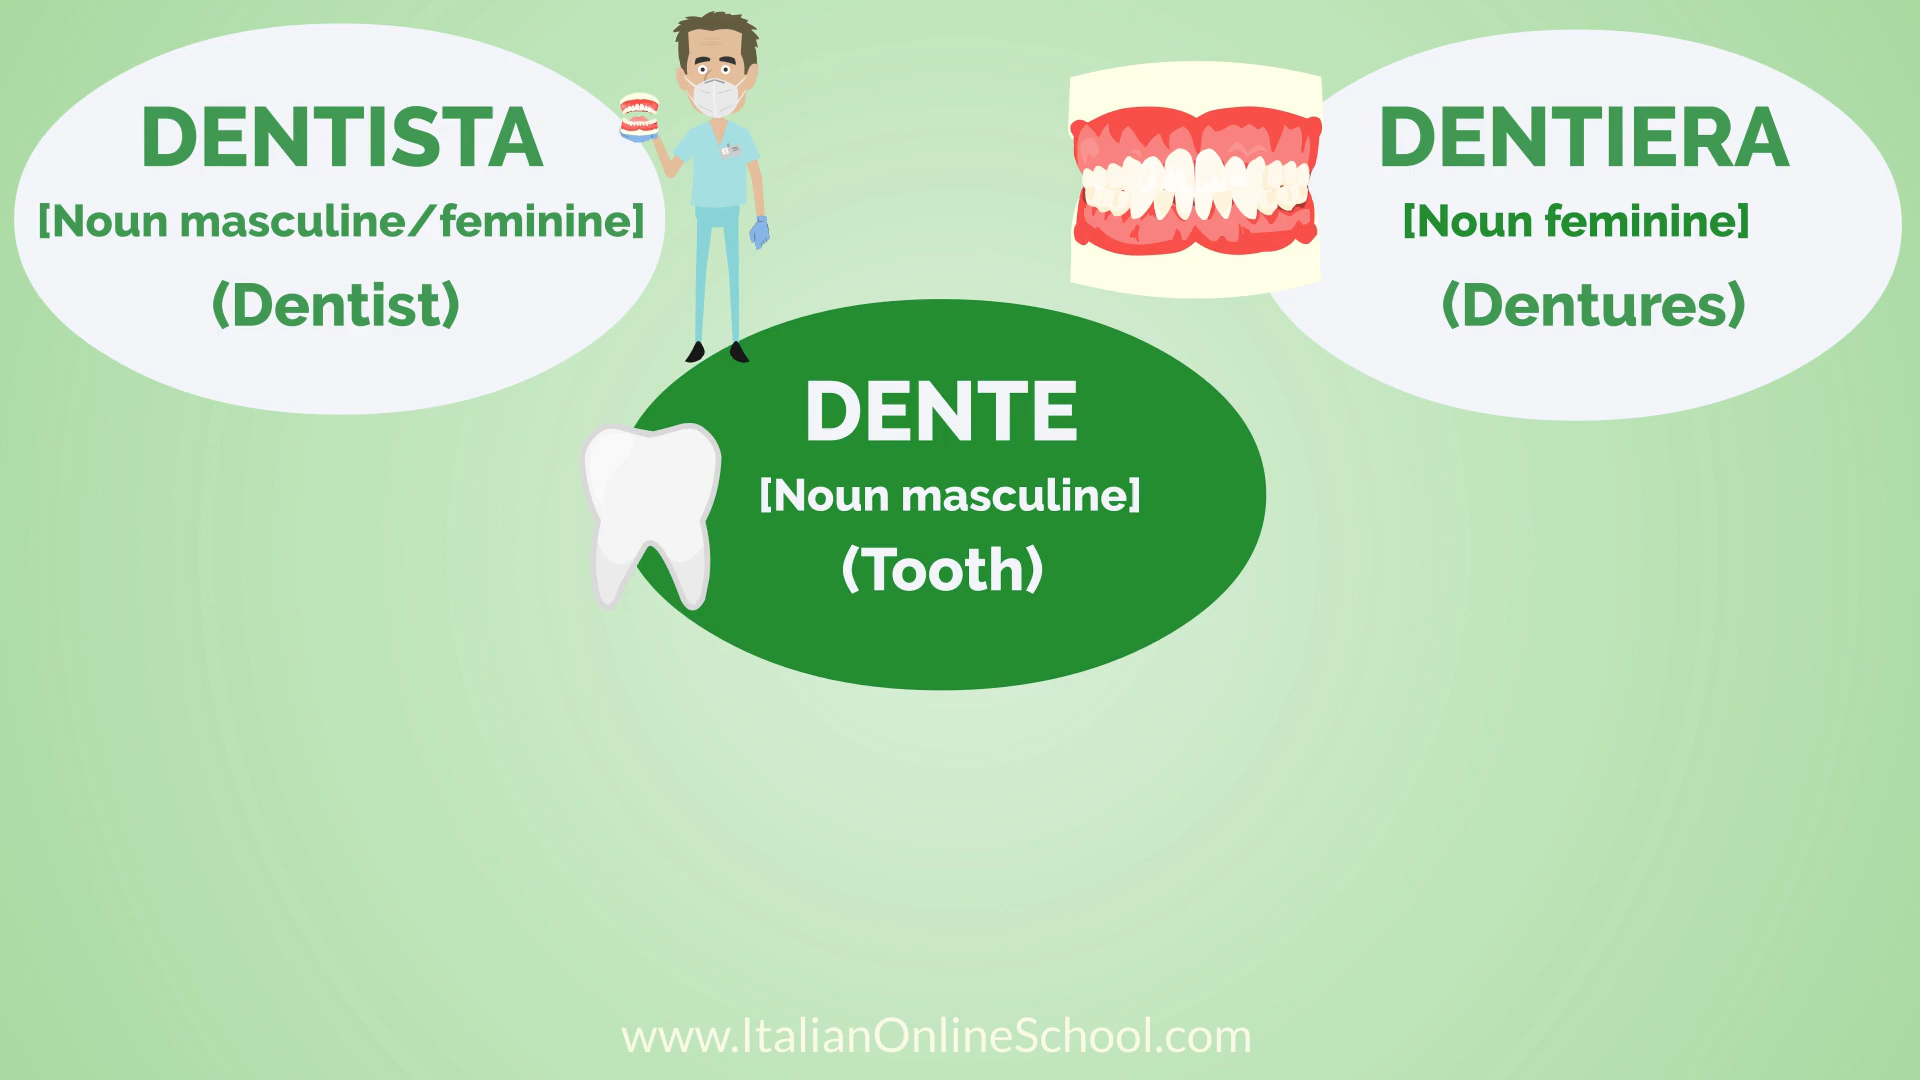 DENTISTA
[Noun masculine/feminine]
(Dentist)
DENTIERA
[Noun feminine]
(Dentures)
DENTE
[Noun masculine]
(Tooth)
www.ItalianOnlineSchool.com